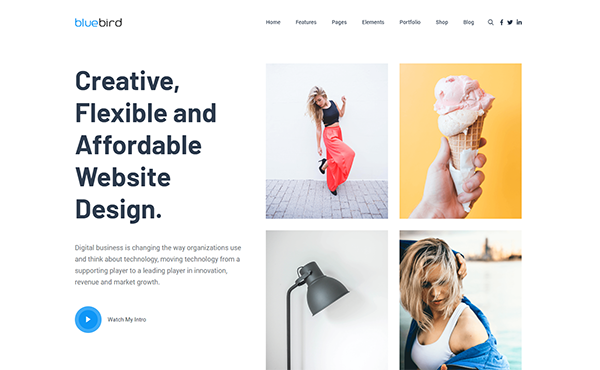 bluebird
Home Features Pages Elements Portfolio Shop Blog
Creative,
Flexible and
Affordable
Website
Design.
Digital business is changing the way organizations use
and think about technology, moving technology from a
supporting player to a leading player in innovation,
revenue and market growth.
Watch My Intro